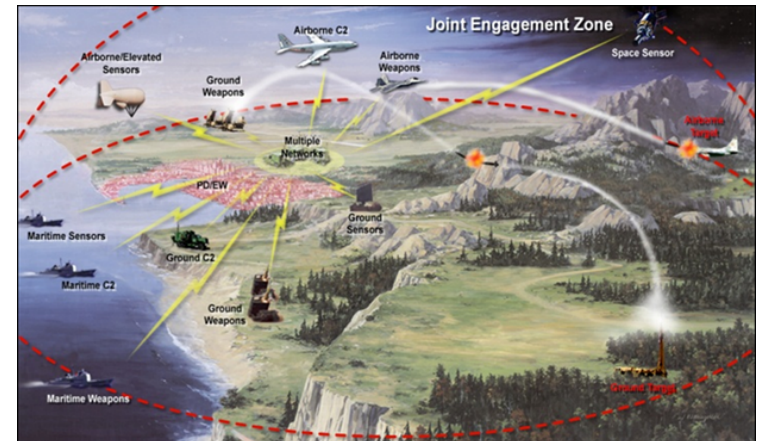 Joint Engagement Zone
Airborne C2
Space Sensor
Airborne/Elevated
Sensors
Airborne
Weapons
Ground
Weapons
Airborne
Target
Multiple
Networks
PD/EW
Ground
Sensors
Maritime Sensors
Ground C2
Maritime C2
Ground
Weapons
Ground Target
Maritime Weapons